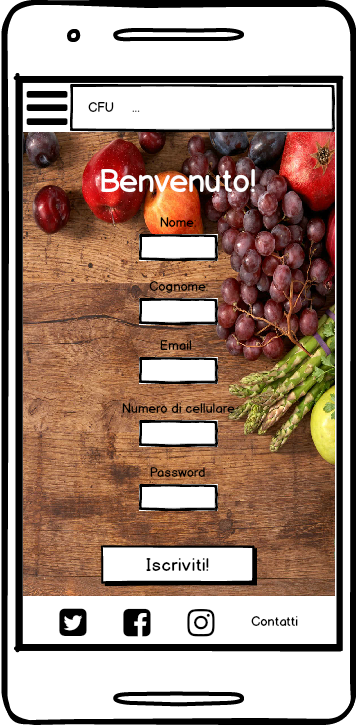 CFU ...
Benvenuto!
Nome
Cognome
Email
Numero di cellulare
Password
Iscriviti!
Contatti